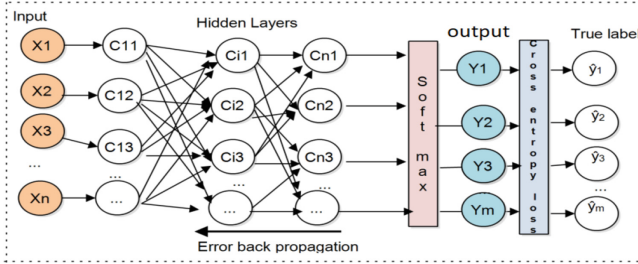 Input
Hidden Layers
output
True label
X1
C11
Ci1
Cn1
Y1
ŷ1
X2
C12
Ci2
Cn2
Y2
ŷ2
X3
C13
Ci3
Cn3
Y3
ŷ3
...
...
...
...
...
Xn
...
...
...
Ym
ŷm
Soft max
Cross entropy loss
Error back propagation